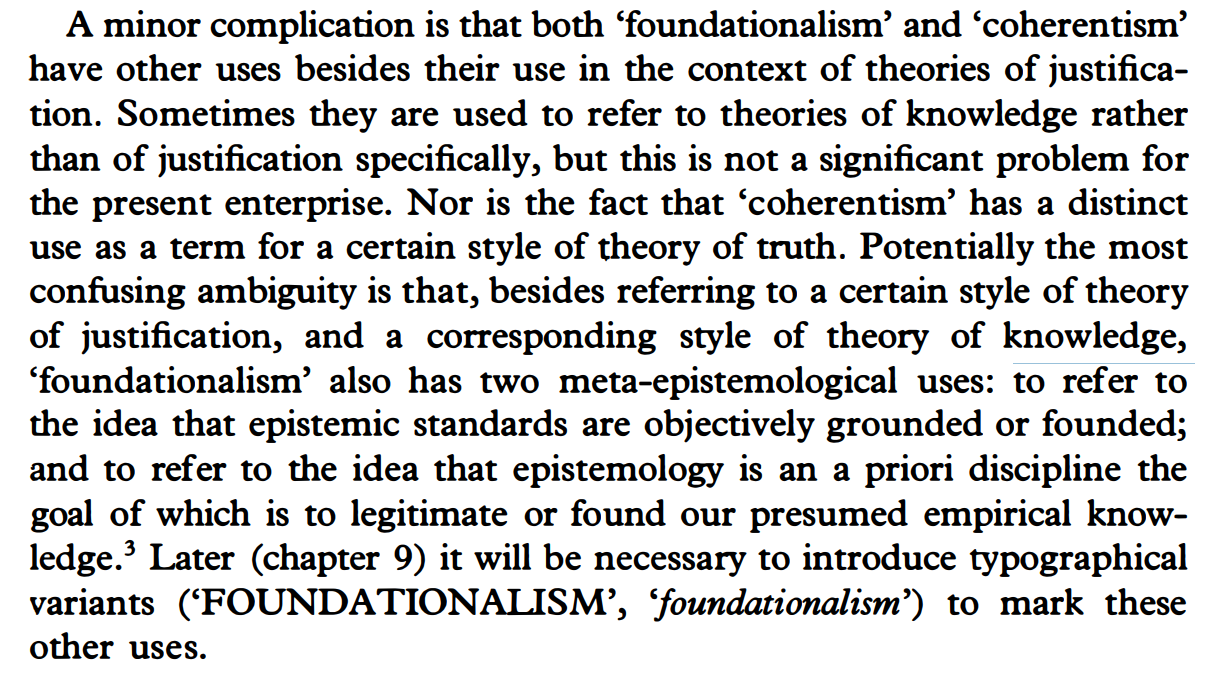 A minor complication is that both ‘foundationalism’ and ‘coherentism’
have other uses besides their use in the context of theories of justifica-
tion. Sometimes they are used to refer to theories of knowledge rather
than of justification specifically, but this is not a significant problem for
the present enterprise. Nor is the fact that ‘coherentism’ has a distinct
use as a term for a certain style of theory of truth. Potentially the most
confusing ambiguity is that, besides referring to a certain style of theory
of justification, and a corresponding style of theory of knowledge,
‘foundationalism’ also has two meta-epistemological uses: to refer to
the idea that epistemic standards are objectively grounded or founded;
and to refer to the idea that epistemology is an a priori discipline the
goal of which is to legitimate or found our presumed empirical know-
ledge.³ Later (chapter 9) it will be necessary to introduce typographical
variants (‘FOUNDATIONALISM’, ‘foundationalism’) to mark these
other uses.